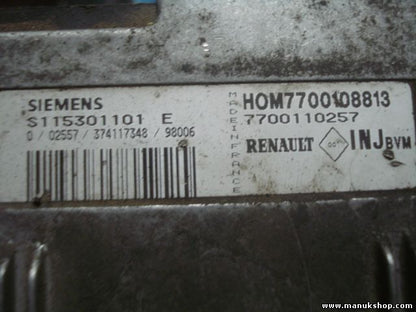 SIEMENS
S115301101 E
0 / 02557 / 374117348 / 98006
MADE IN FRANCE
HOM7700108813
7700110257
RENAULT INJ BVM
www.manukshop.com